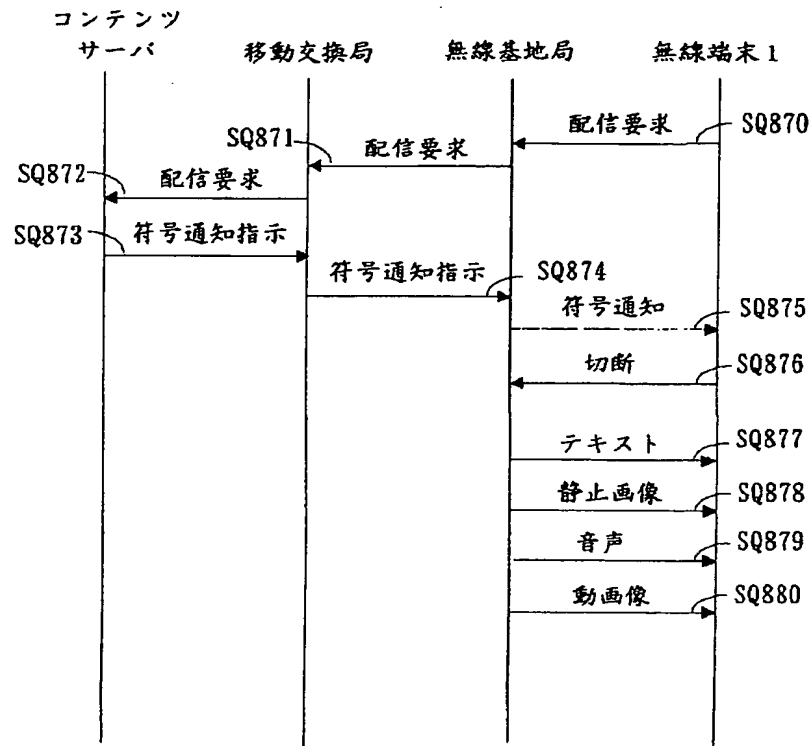 コンテンツ
サーバ
移動交換局
無線基地局
無線端末1
配信要求
SQ870
SQ871
配信要求
SQ872
配信要求
SQ873
符号通知指示
符号通知指示
SQ874
符号通知
SQ875
切断
SQ876
テキスト
SQ877
静止画像
SQ878
音声
SQ879
動画像
SQ880